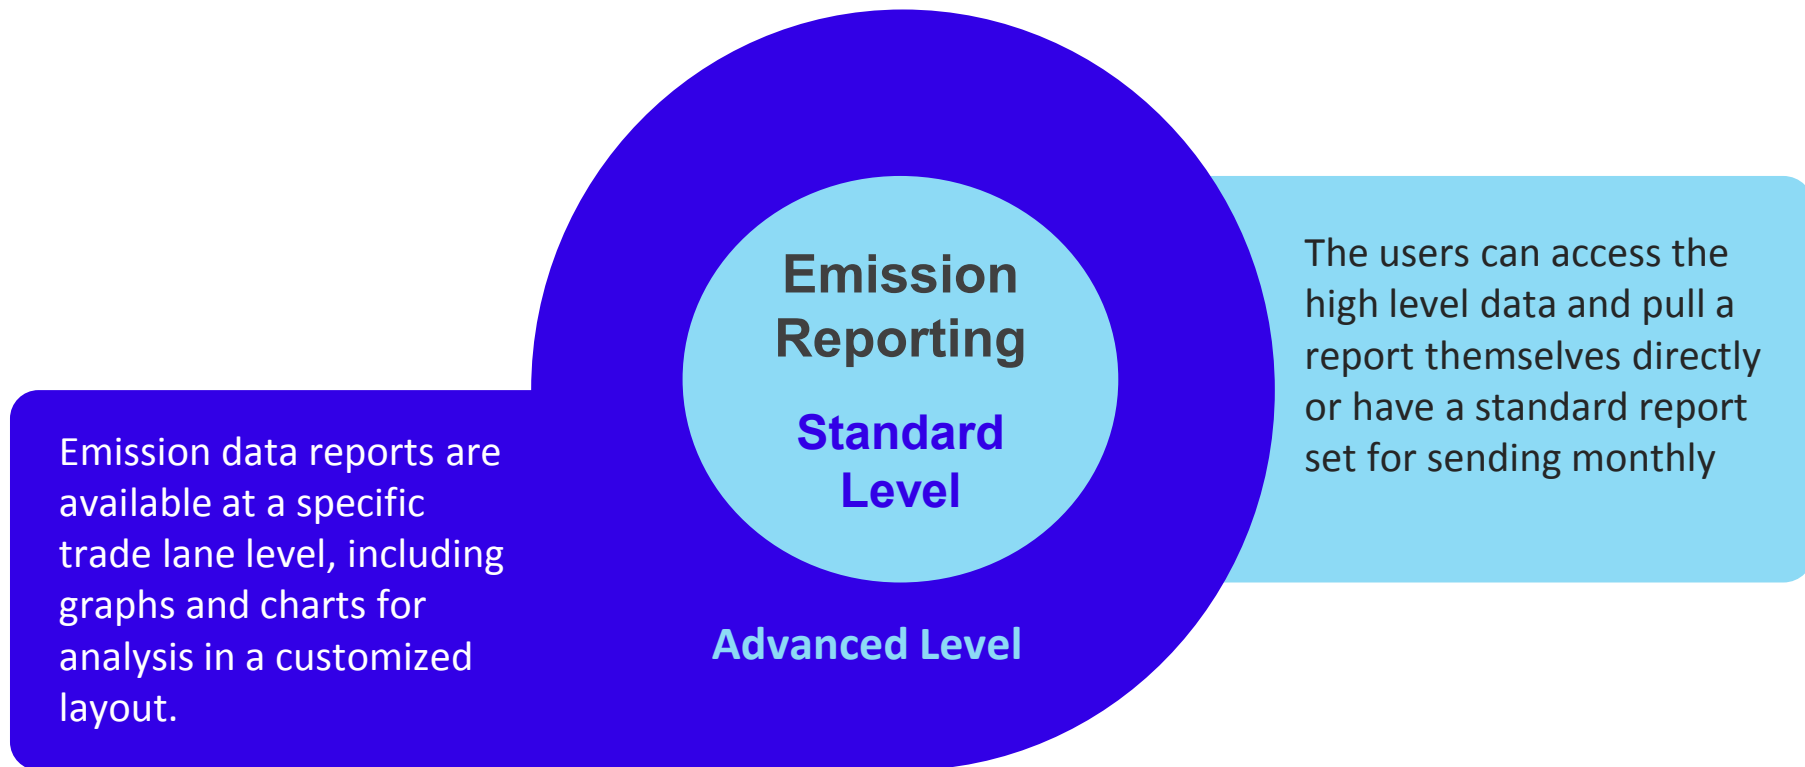 Emission
Reporting
Standard
Level
Advanced Level
The users can access the
high level data and pull a
report themselves directly
or have a standard report
set for sending monthly
Emission data reports are
available at a specific
trade lane level, including
graphs and charts for
analysis in a customized
layout.